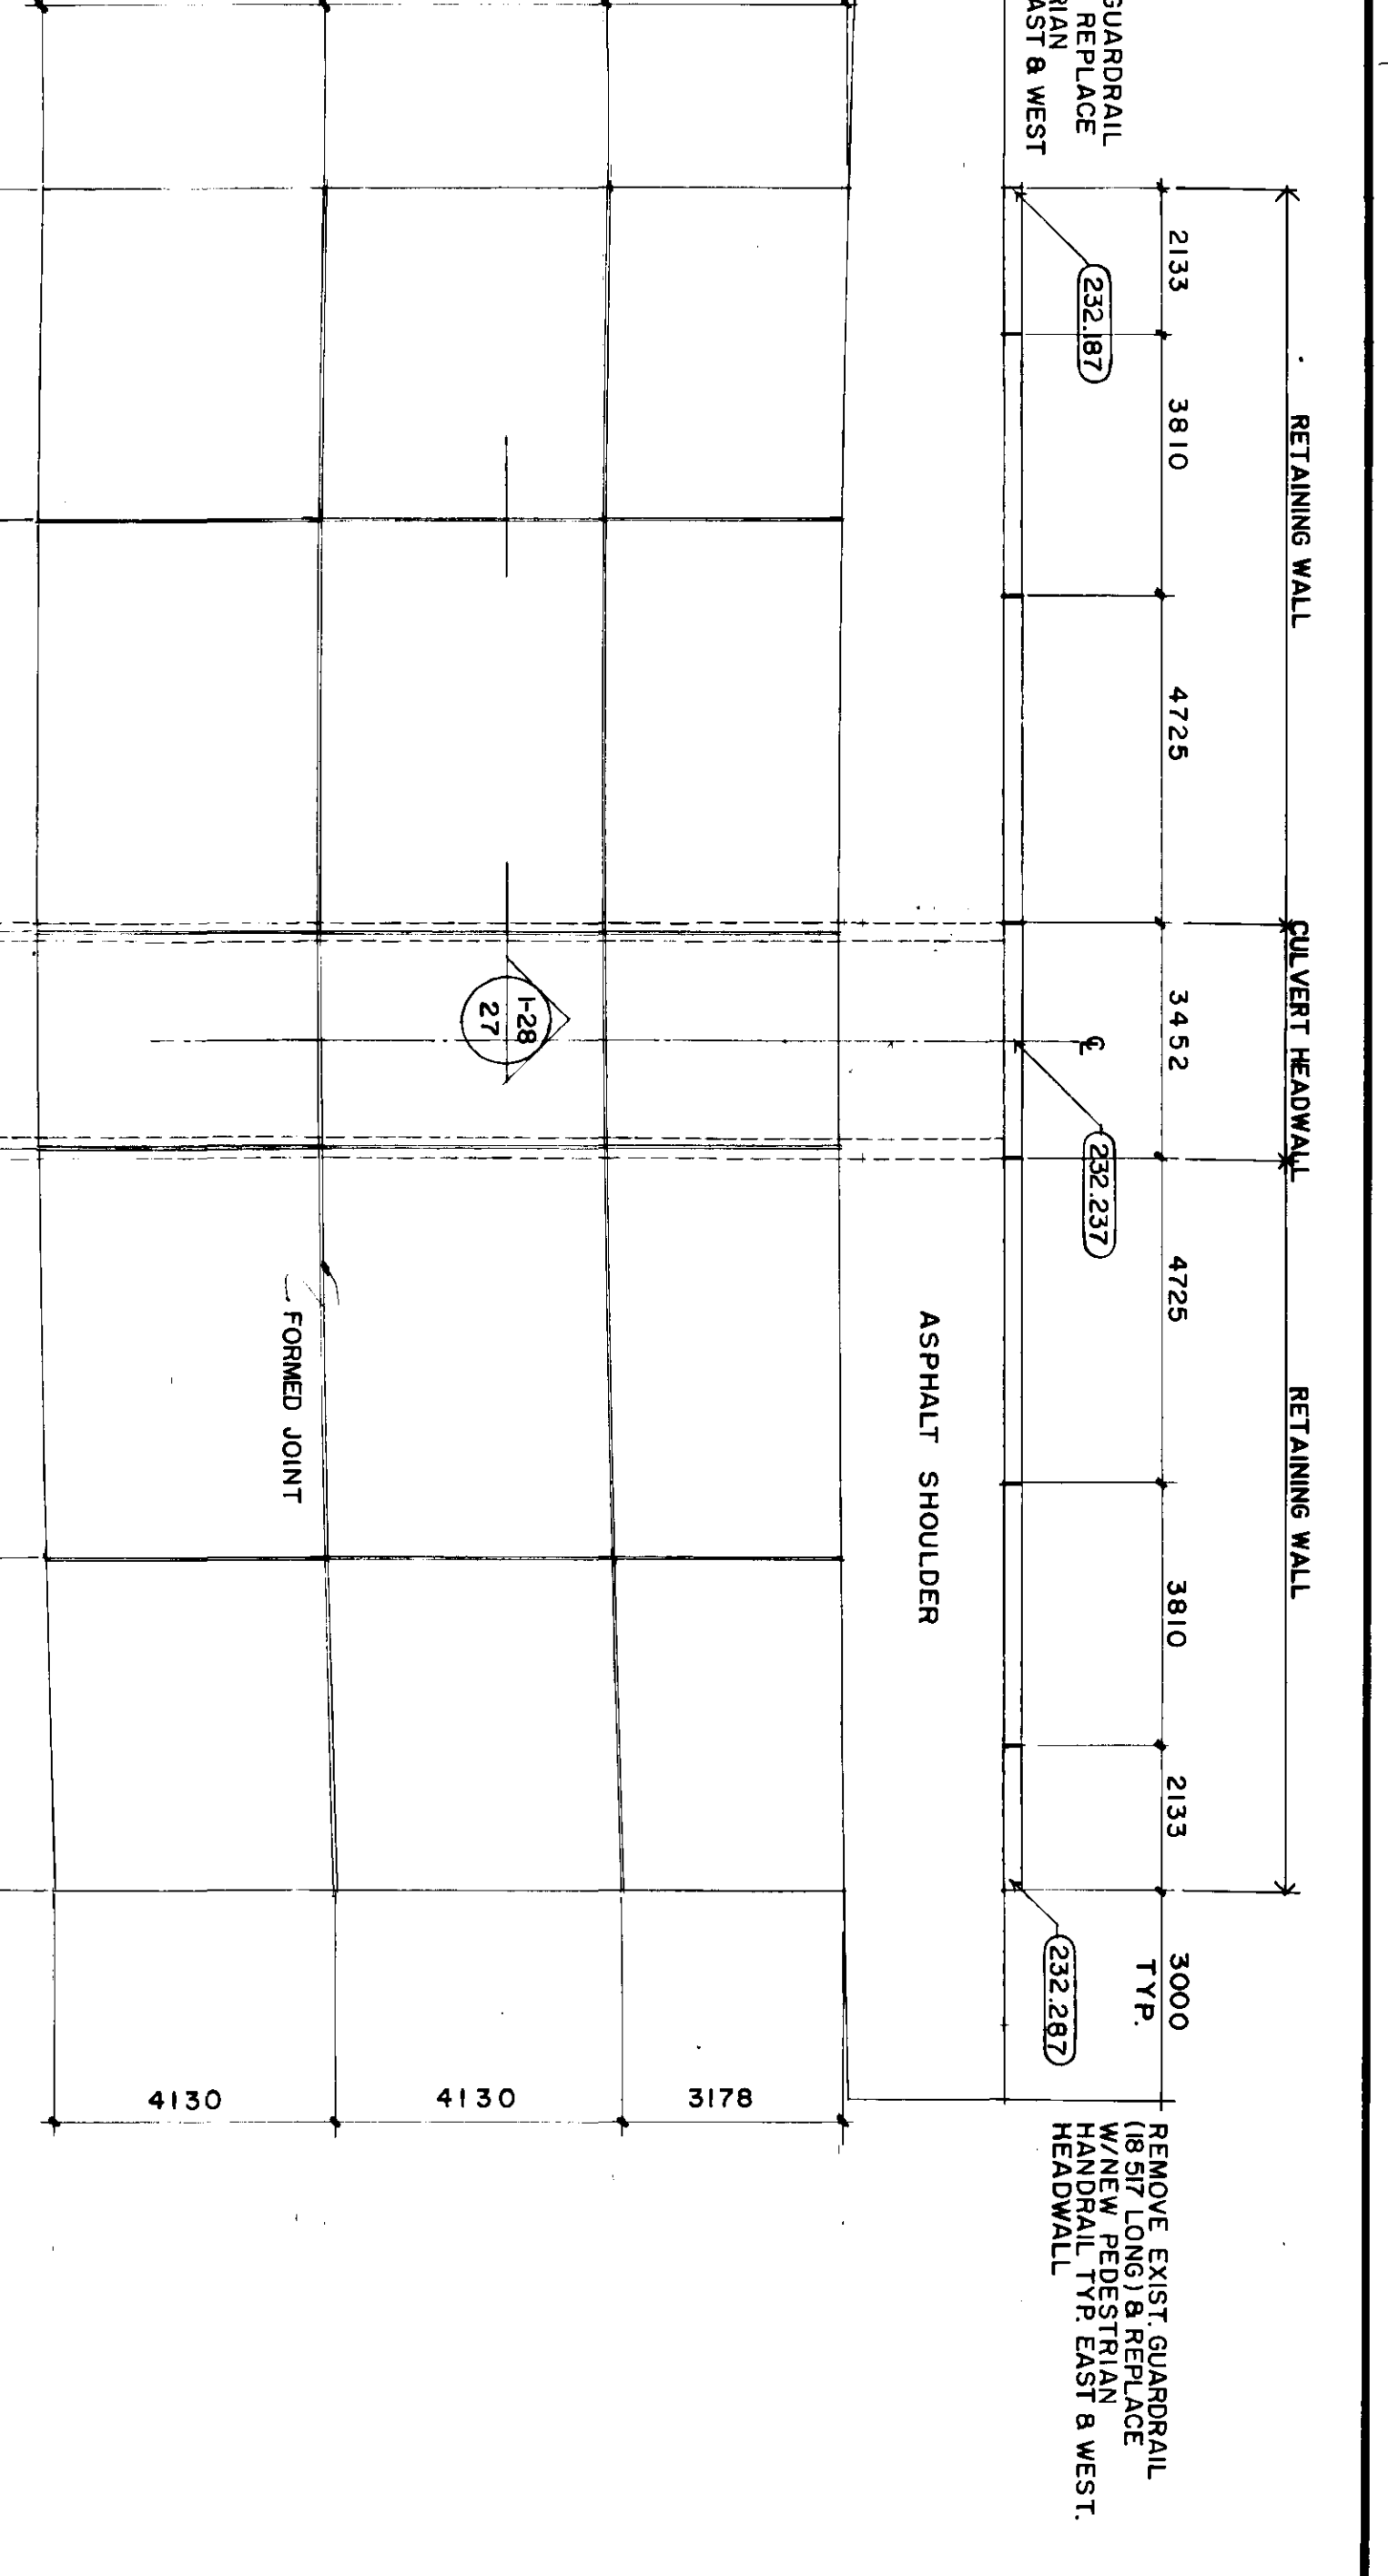 GUARDRAIL
REPLACE
RIAN
AST & WEST
RETAINING WALL
CULVERT HEADWALL
RETAINING WALL
2133
3810
4725
3452
4725
3810
2133
3000
TYP.
232.187
℄
232.237
232.287
REMOVE EXIST. GUARDRAIL
(18 517 LONG) & REPLACE
W/NEW PEDESTRIAN
HANDRAIL TYP. EAST & WEST.
HEADWALL
ASPHALT SHOULDER
1-28
27
FORMED JOINT
3178
4130
4130